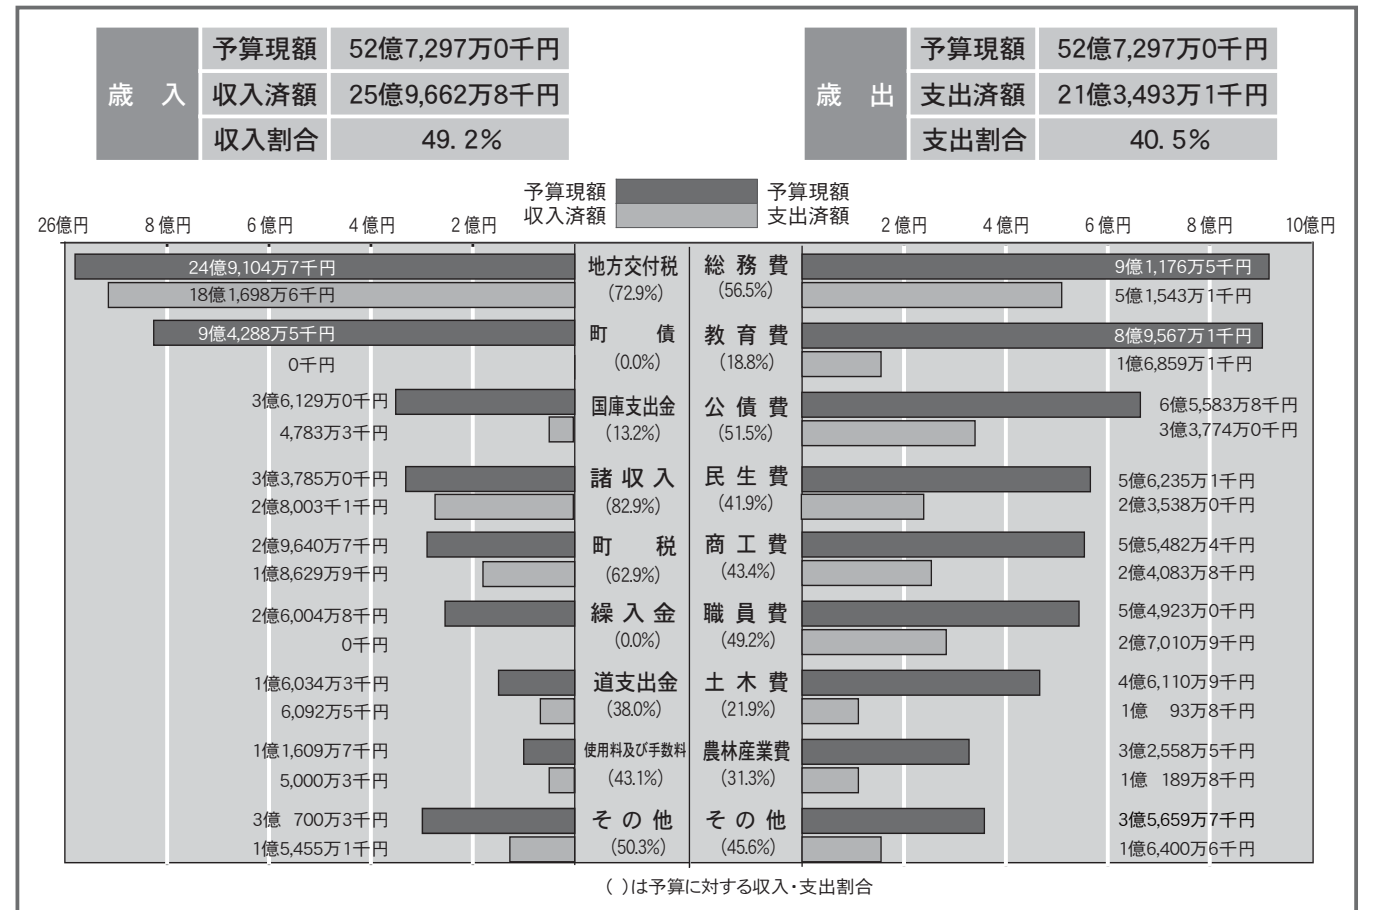 歳　入
予算現額 52億7,297万0千円
収入済額 25億9,662万8千円
収入割合 49.2%
歳　出
予算現額 52億7,297万0千円
支出済額 21億3,493万1千円
支出割合 40.5%
予算現額 予算現額
収入済額 支出済額
26億円 8億円 6億円 4億円 2億円 2億円 4億円 6億円 8億円 10億円
24億9,104万7千円 地方交付税 総務費 9億1,176万5千円
18億1,698万6千円 (72.9%) (56.5%) 5億1,543万1千円
9億4,288万5千円 町　債 教育費 8億9,567万1千円
0千円 (0.0%) (18.8%) 1億6,859万1千円
3億6,129万0千円 国庫支出金 公債費 6億5,583万8千円
4,783万3千円 (13.2%) (51.5%) 3億3,774万0千円
3億3,785万0千円 諸収入 民生費 5億6,235万1千円
2億8,003千1千円 (82.9%) (41.9%) 2億3,538万0千円
2億9,640万7千円 町　税 商工費 5億5,482万4千円
1億8,629万9千円 (62.9%) (43.4%) 2億4,083万8千円
2億6,004万8千円 繰入金 職員費 5億4,923万0千円
0千円 (0.0%) (49.2%) 2億7,010万9千円
1億6,034万3千円 道支出金 土木費 4億6,110万9千円
6,092万5千円 (38.0%) (21.9%) 1億　93万8千円
1億1,609万7千円 使用料及び手数料 農林産業費 3億2,558万5千円
5,000万3千円 (43.1%) (31.3%) 1億　189万8千円
3億　700万3千円 その他 その他 3億5,659万7千円
1億5,455万1千円 (50.3%) (45.6%) 1億6,400万6千円
(　)は予算に対する収入・支出割合